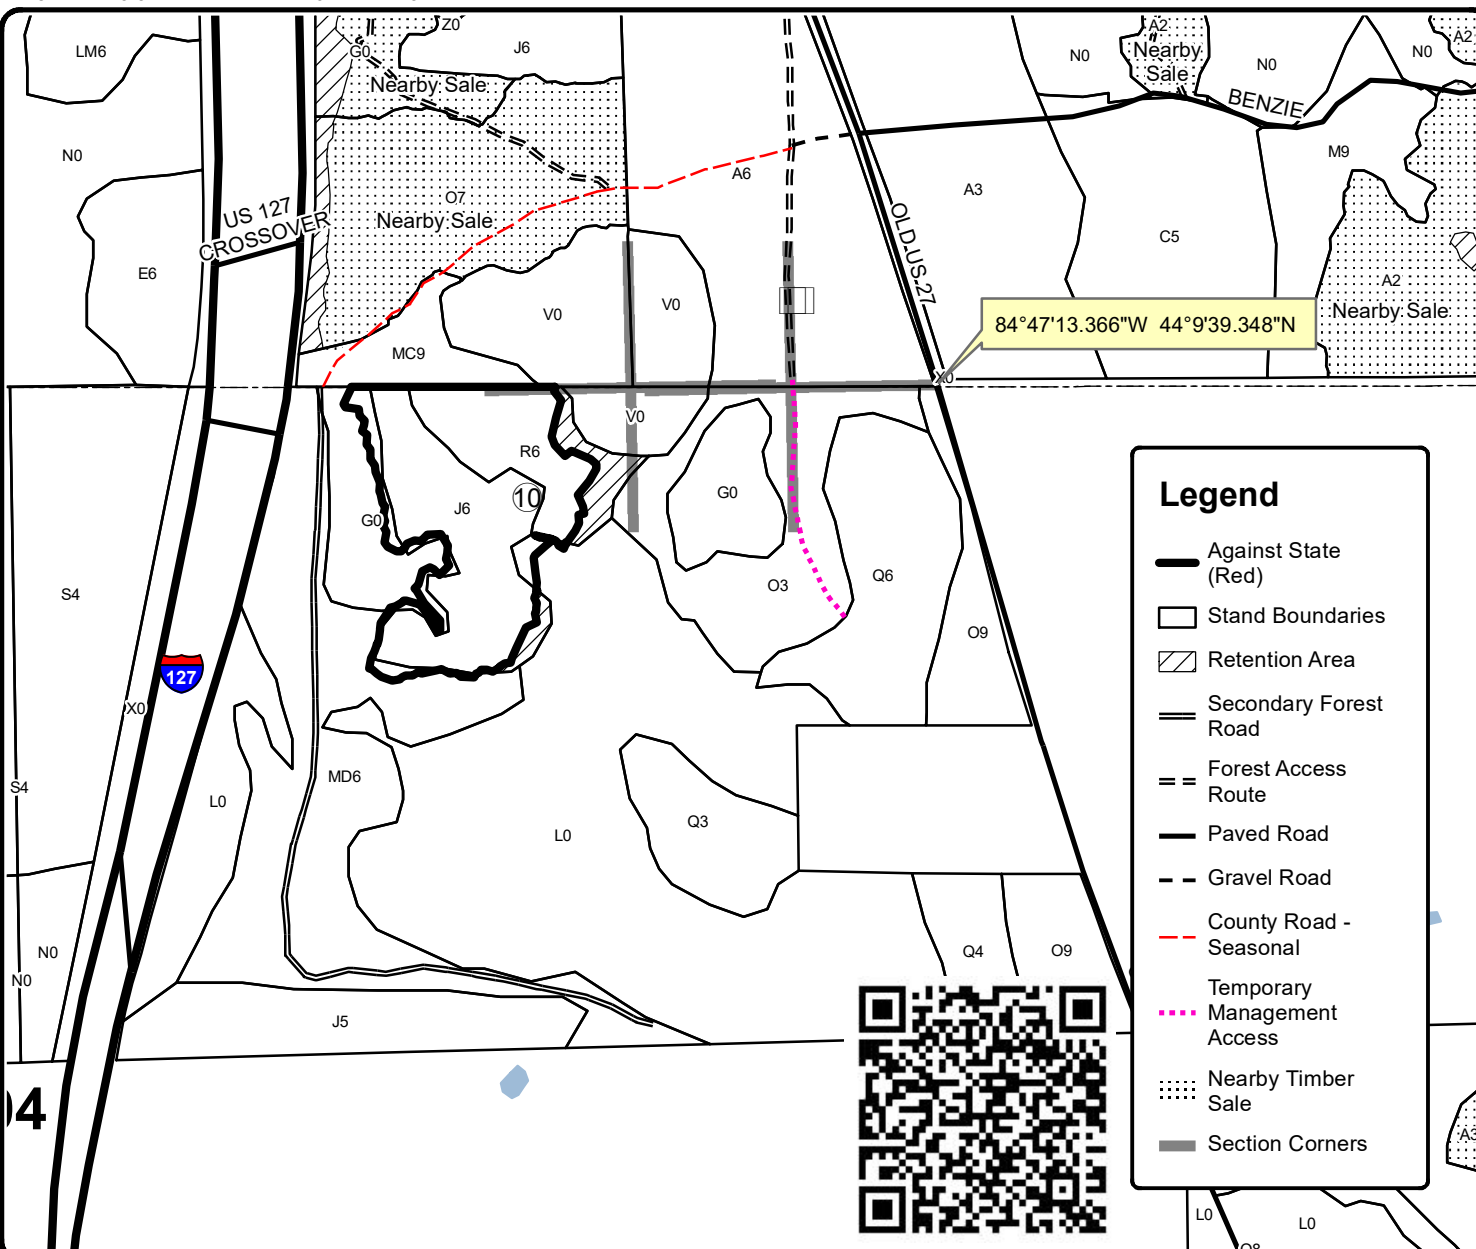 Z0
A2
G0
J6
N0
A2
LM6
Nearby
Sale
N0
N0
Nearby Sale
BENZIE
N0
M9
A6
O7
A3
US 127
CROSSOVER
Nearby Sale
C5
OLD US 27
E6
A2
V0
V0
Nearby Sale
84°47'13.366"W 44°9'39.348"N
MC9
X0
V0
R6
G0
10
J6
G0
Q6
O3
S4
O9
127
X0
MD6
S4
L0
Q3
L0
N0
Q4
O9
N0
J5
04
Legend
Against State
(Red)
Stand Boundaries
Retention Area
Secondary Forest
Road
Forest Access
Route
Paved Road
Gravel Road
County Road -
Seasonal
Temporary
Management
Access
Nearby Timber
Sale
Section Corners
A3
L0
L0